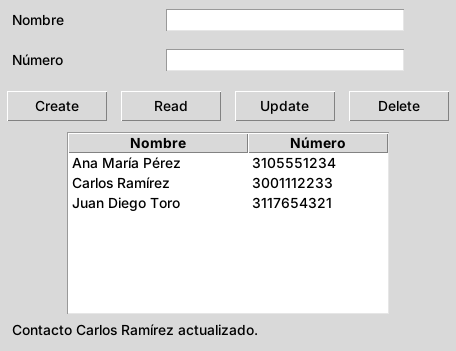 Nombre
Número
Create Read Update Delete
Nombre Número
Ana María Pérez 3105551234
Carlos Ramírez 3001112233
Juan Diego Toro 3117654321
Contacto Carlos Ramírez actualizado.